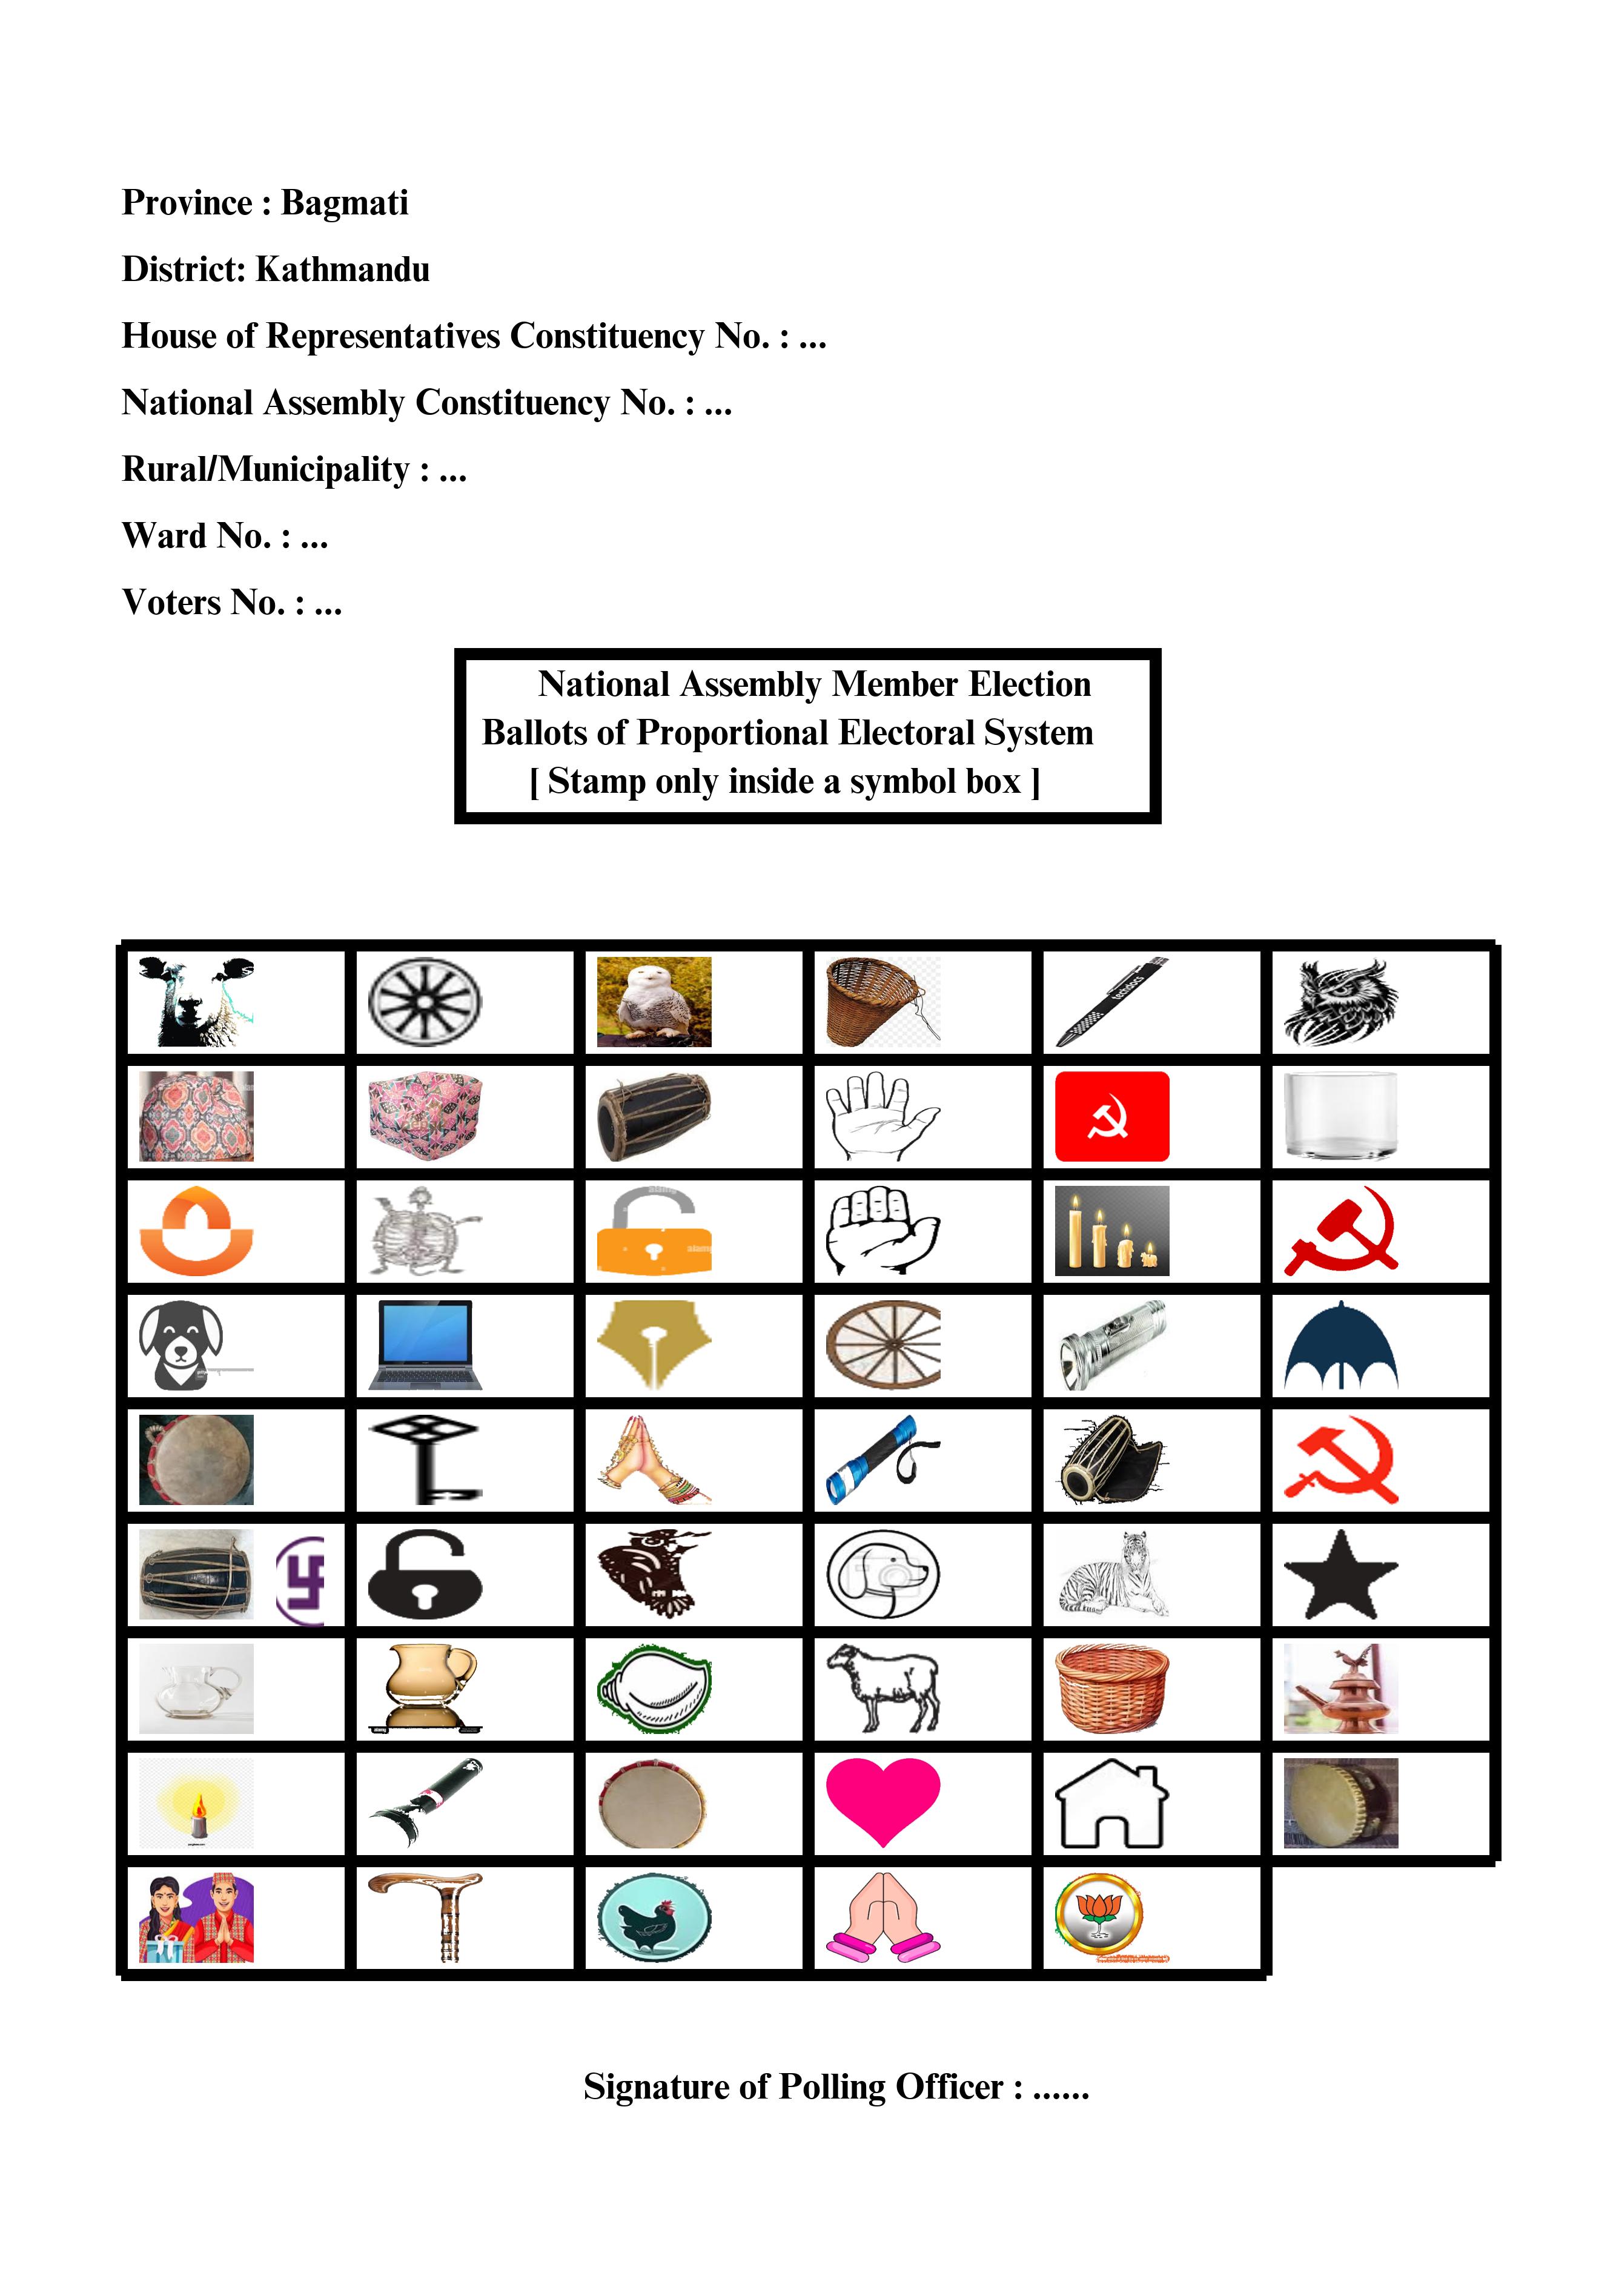 Province : Bagmati
District: Kathmandu
House of Representatives Constituency No. : ...
National Assembly Constituency No. : ...
Rural/Municipality : ...
Ward No. : ...
Voters No. : ...
National Assembly Member Election
Ballots of Proportional Electoral System
[ Stamp only inside a symbol box ]
Signature of Polling Officer : ......